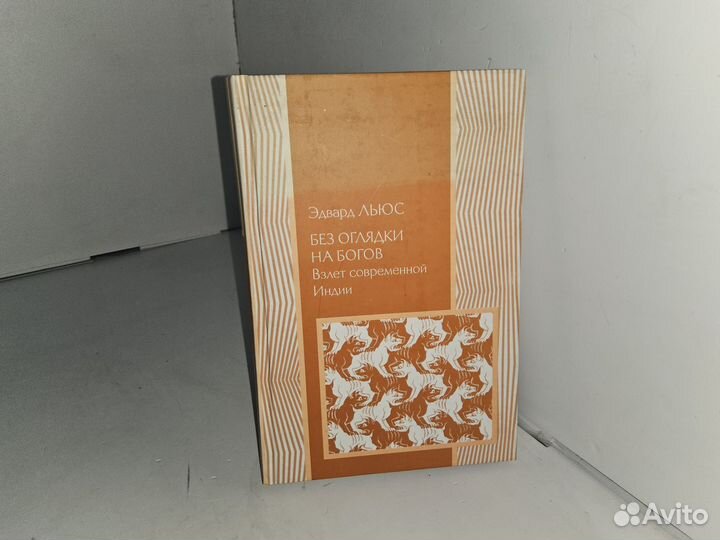 Эдвард ЛЬЮС
БЕЗ ОГЛЯДКИ
НА БОГОВ
Взлет современной
Индии
Avito